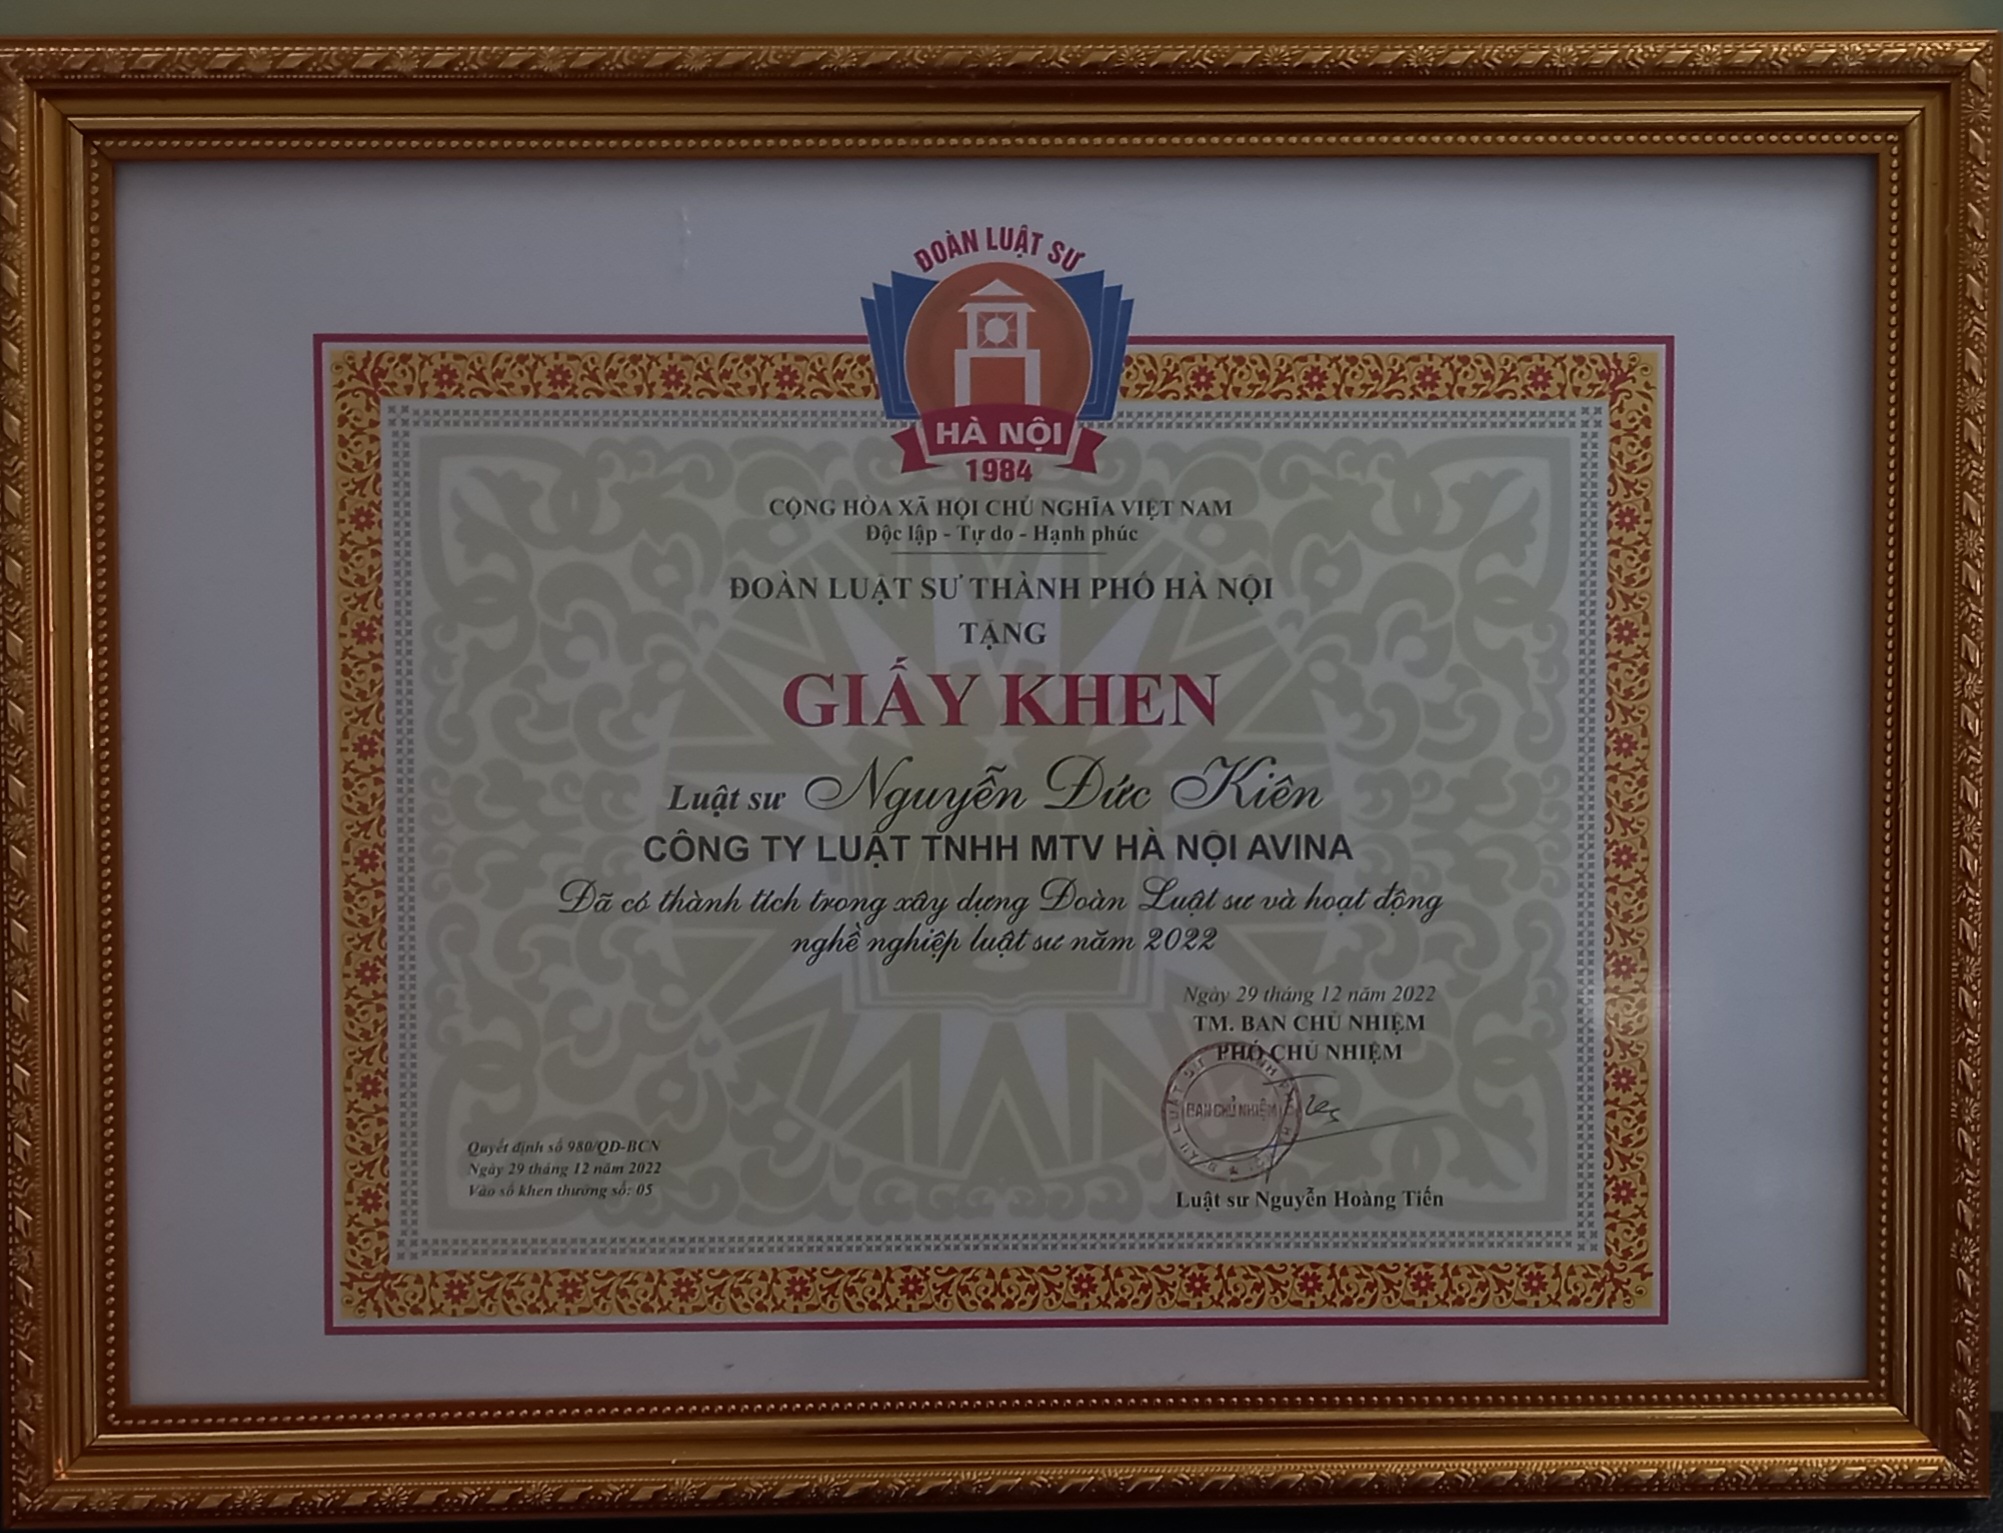 ĐOÀN LUẬT SƯ
HÀ NỘI
1984
CỘNG HÒA XÃ HỘI CHỦ NGHĨA VIỆT NAM
Độc lập - Tự do - Hạnh phúc
ĐOÀN LUẬT SƯ THÀNH PHỐ HÀ NỘI
TẶNG
GIẤY KHEN
Luật sư Nguyễn Đức Kiên
CÔNG TY LUẬT TNHH MTV HÀ NỘI AVINA
Đã có thành tích trong xây dựng Đoàn Luật sư và hoạt động
nghề nghiệp luật sư năm 2022
Ngày 29 tháng 12 năm 2022
TM. BAN CHỦ NHIỆM
PHÓ CHỦ NHIỆM
BAN CHỦ NHIỆM
Luật sư Nguyễn Hoàng Tiến
Quyết định số 980/QĐ-BCN
Ngày 29 tháng 12 năm 2022
Vào sổ khen thưởng số: 05